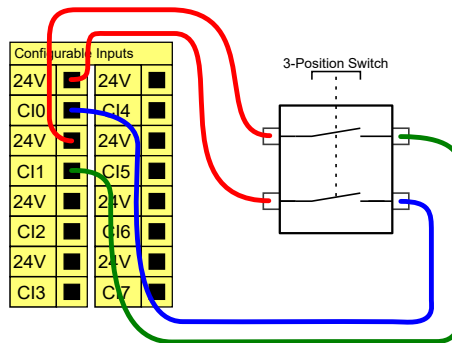 Configurable Inputs
3-Position Switch
24V 24V
CI0 CI4
24V 24V
CI1 CI5
24V 24V
CI2 CI6
24V 24V
CI3 CI7